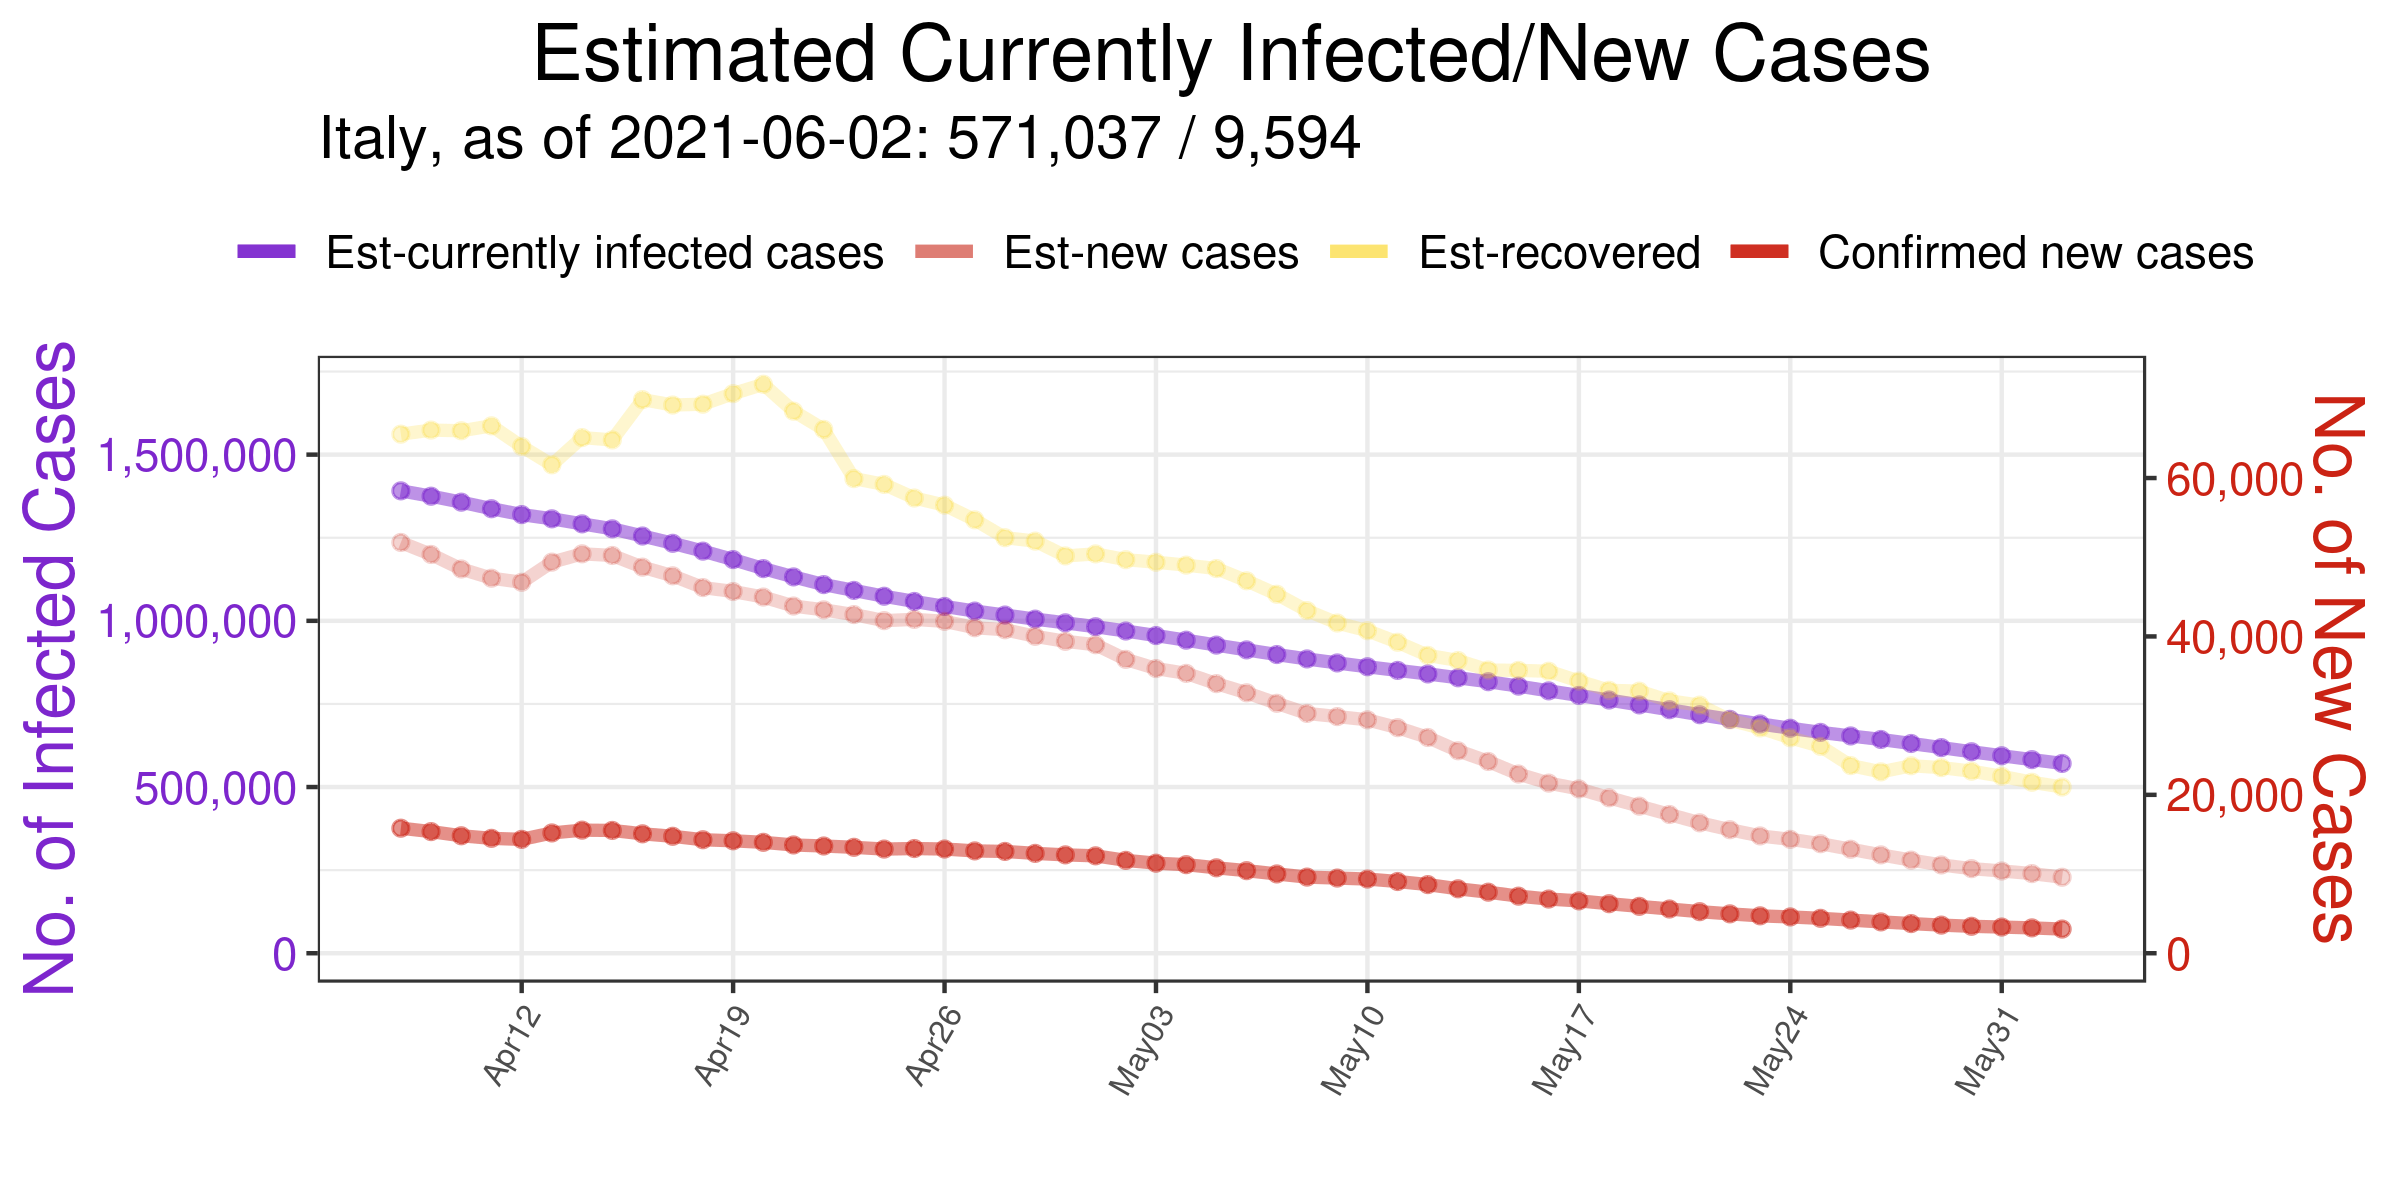 Estimated Currently Infected/New Cases
Italy, as of 2021-06-02: 571,037 / 9,594
Est-currently infected cases Est-new cases Est-recovered Confirmed new cases
No. of Infected Cases
1,500,000
1,000,000
500,000
0
60,000
40,000
20,000
0
No. of New Cases
Apr12 Apr19 Apr26 May03 May10 May17 May24 May31